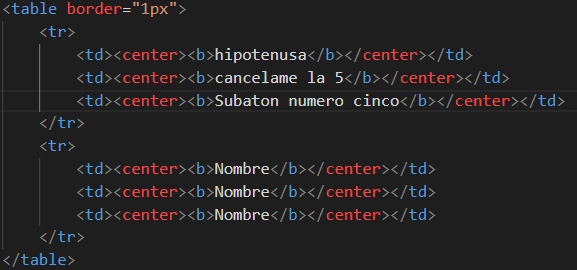 <table border="1px">
<tr>
<td><center><b>hipotenusa</b></center></td>
<td><center><b>cancelame la 5</b></center></td>
<td><center><b>Subaton numero cinco</b></center></td>
</tr>
<tr>
<td><center><b>Nombre</b></center></td>
<td><center><b>Nombre</b></center></td>
<td><center><b>Nombre</b></center></td>
</tr>
</table>